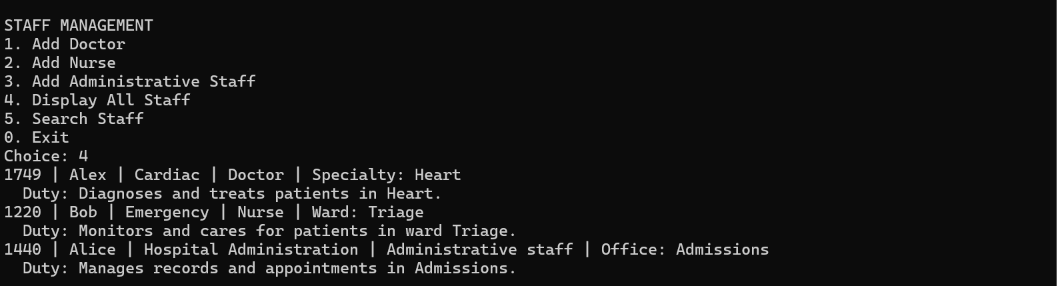 STAFF MANAGEMENT
1. Add Doctor
2. Add Nurse
3. Add Administrative Staff
4. Display All Staff
5. Search Staff
0. Exit
Choice: 4
1749 | Alex | Cardiac | Doctor | Specialty: Heart
  Duty: Diagnoses and treats patients in Heart.
1220 | Bob | Emergency | Nurse | Ward: Triage
  Duty: Monitors and cares for patients in ward Triage.
1440 | Alice | Hospital Administration | Administrative staff | Office: Admissions
  Duty: Manages records and appointments in Admissions.